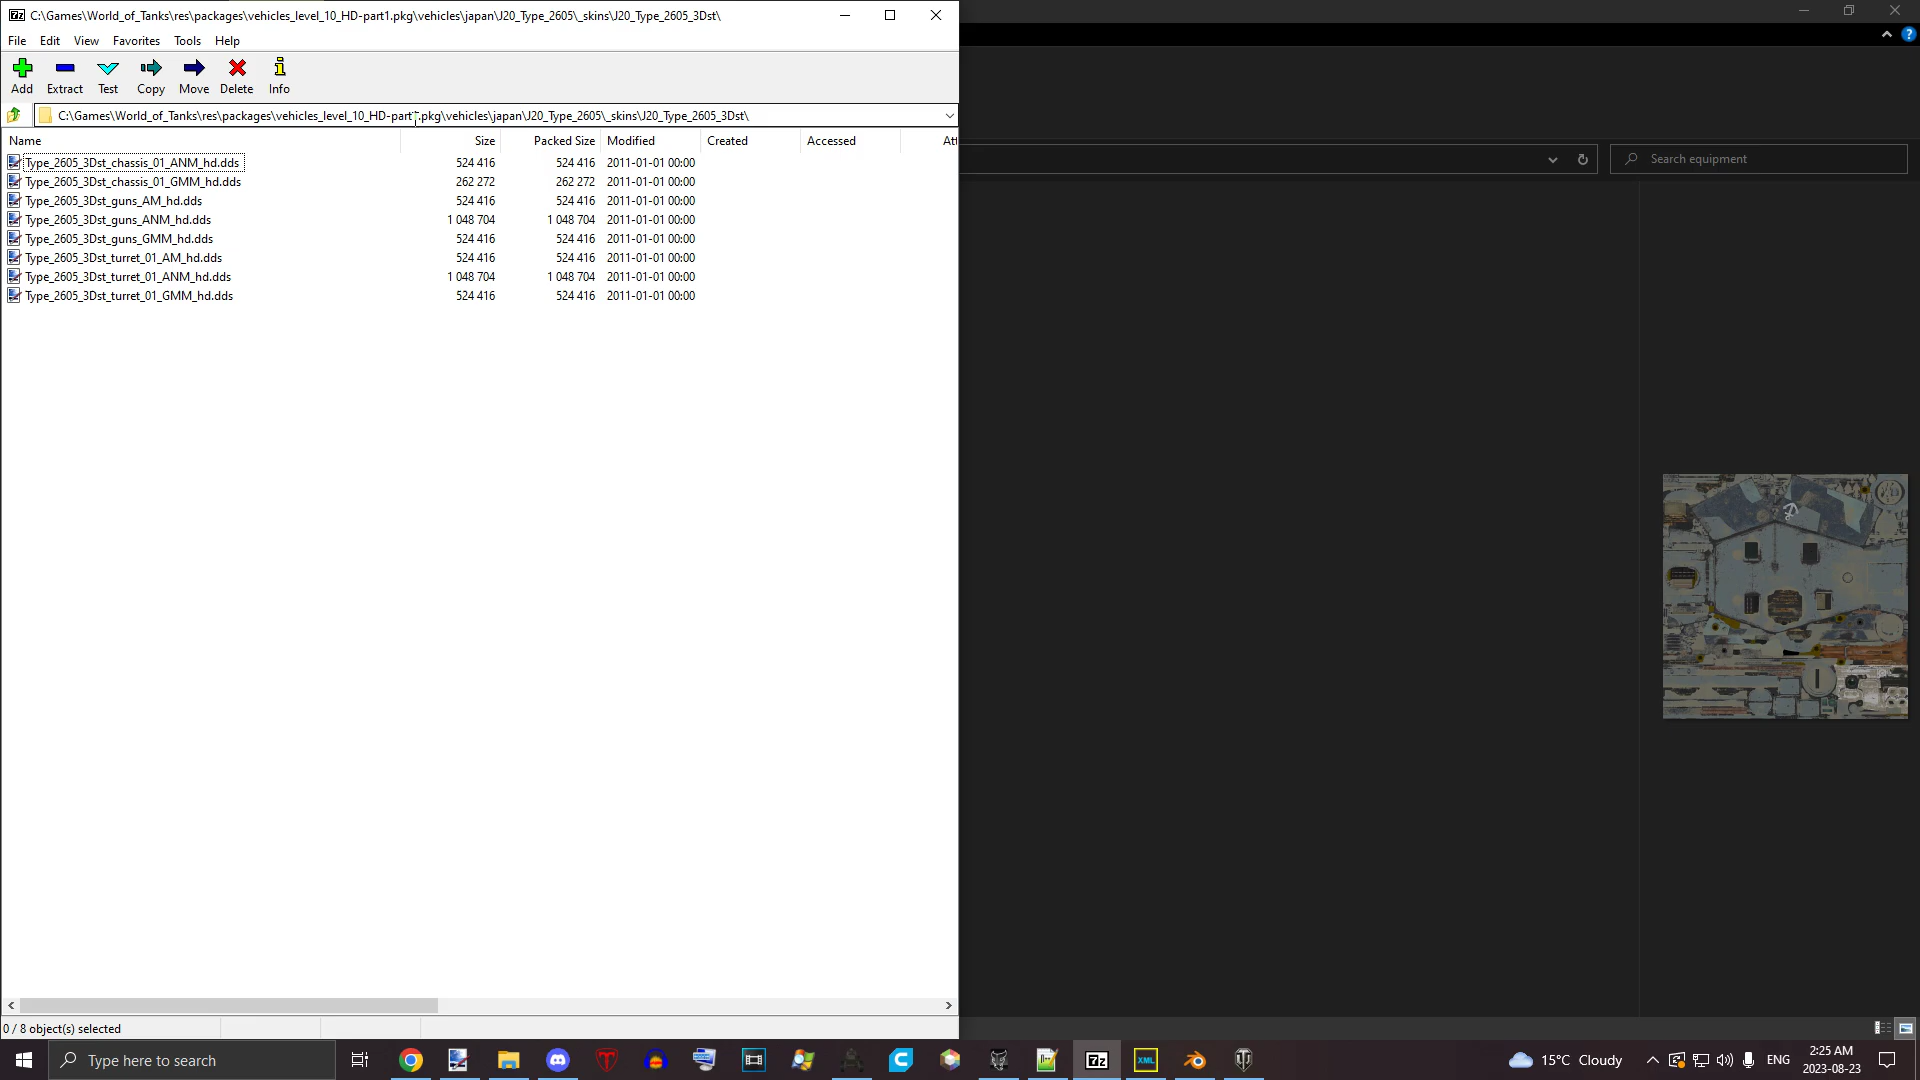 C:\Games\World_of_Tanks\res\packages\vehicles_level_10_HD-part1.pkg\vehicles\japan\J20_Type_2605\_skins\J20_Type_2605_3Dst\
File Edit View Favorites Tools Help
Add Extract Test Copy Move Delete Info
C:\Games\World_of_Tanks\res\packages\vehicles_level_10_HD-part1.pkg\vehicles\japan\J20_Type_2605\_skins\J20_Type_2605_3Dst\
Search equipment
Name Size Packed Size Modified Created Accessed Att
Type_2605_3Dst_chassis_01_ANM_hd.dds 524 416 524 416 2011-01-01 00:00
Type_2605_3Dst_chassis_01_GMM_hd.dds 262 272 262 272 2011-01-01 00:00
Type_2605_3Dst_guns_AM_hd.dds 524 416 524 416 2011-01-01 00:00
Type_2605_3Dst_guns_ANM_hd.dds 1 048 704 1 048 704 2011-01-01 00:00
Type_2605_3Dst_guns_GMM_hd.dds 524 416 524 416 2011-01-01 00:00
Type_2605_3Dst_turret_01_AM_hd.dds 524 416 524 416 2011-01-01 00:00
Type_2605_3Dst_turret_01_ANM_hd.dds 1 048 704 1 048 704 2011-01-01 00:00
Type_2605_3Dst_turret_01_GMM_hd.dds 524 416 524 416 2011-01-01 00:00
0 / 8 object(s) selected
Type here to search
7z
XML
15°C Cloudy
ENG
2:25 AM
2023-08-23